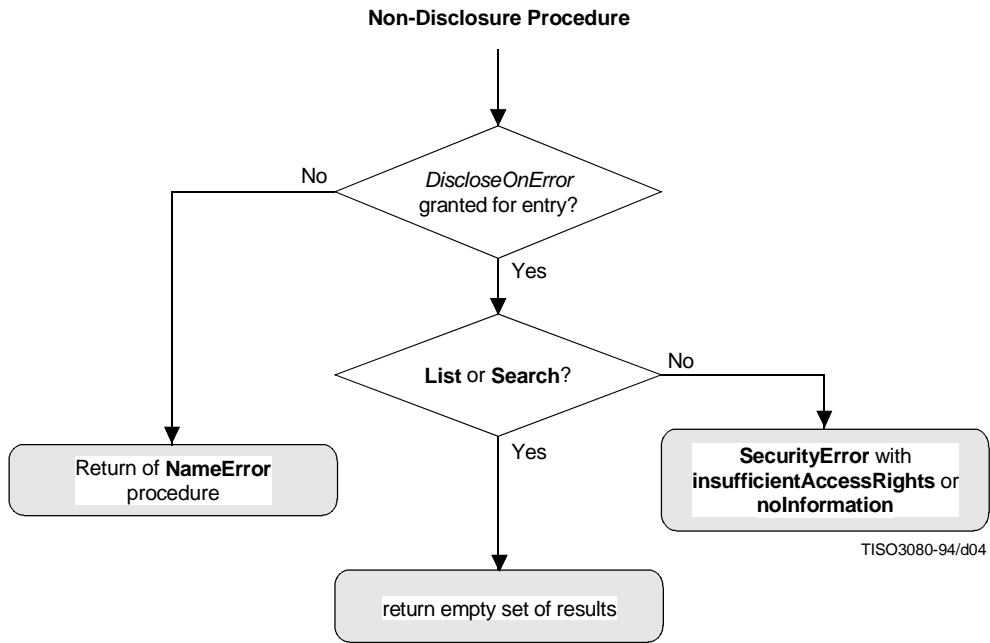 Non-Disclosure Procedure
No
DiscloseOnError
granted for entry?
Yes
List or Search?
No
Yes
Return of NameError
procedure
SecurityError with
insufficientAccessRights or
noInformation
TISO3080-94/d04
return empty set of results